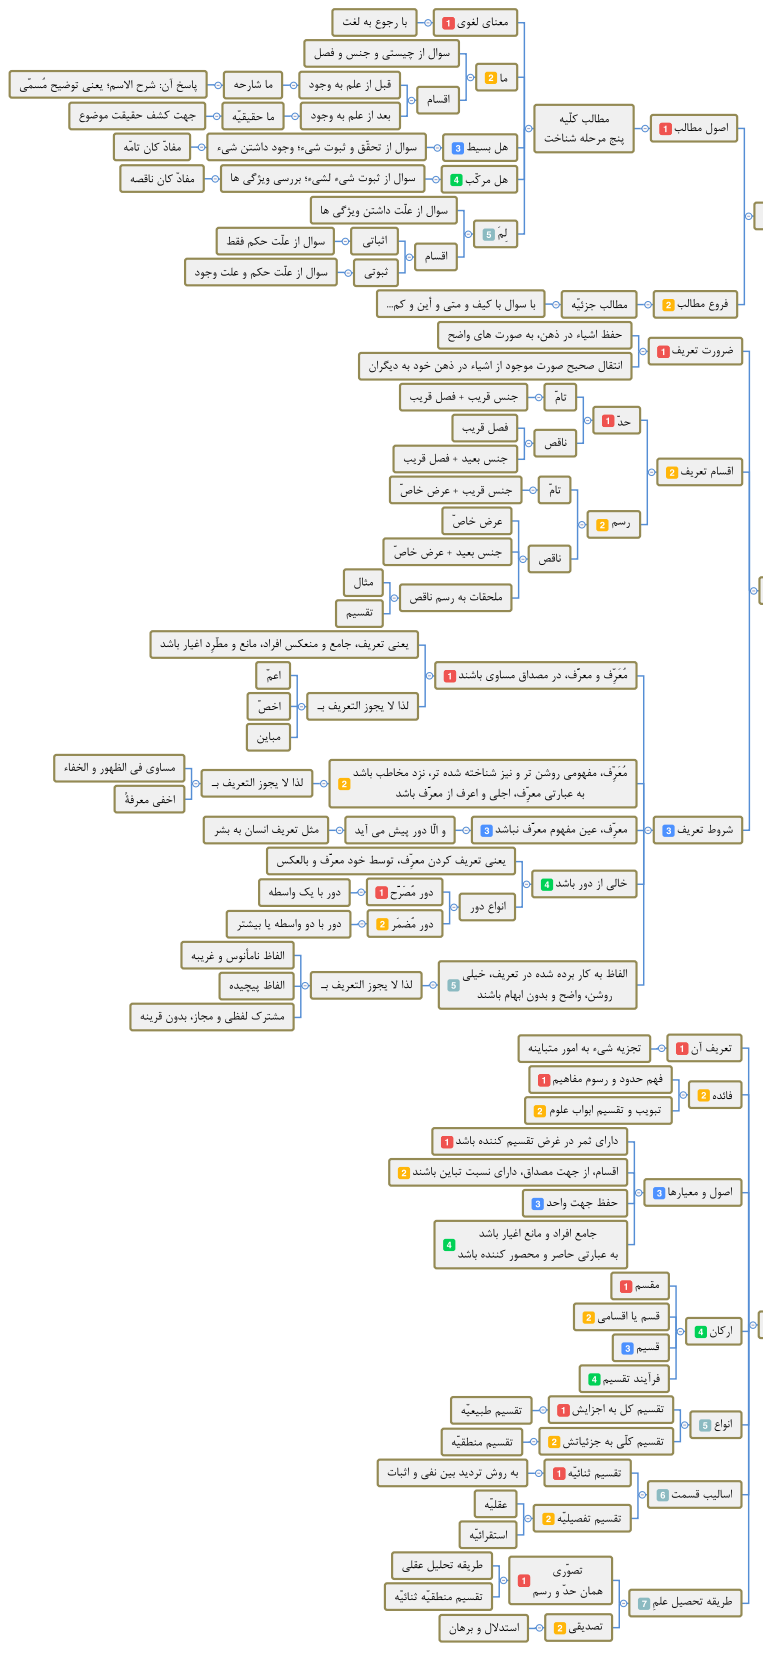 اصول مطالب 1
مطالب کلّیه
پنج مرحله شناخت
معنای لغوی 1
با رجوع به لغت
ما 2
سوال از چیستی و جنس و فصل
اقسام
قبل از علم به وجود
ما شارحه
پاسخ آن: شرح الاسم؛ یعنی توضیح مُسمّی
بعد از علم به وجود
ما حقیقیّه
جهت کشف حقیقت موضوع
هل بسیط 3
سوال از تحقّق و ثبوت شیء؛ وجود داشتن شیء
مفادّ کان تامّه
هل مرکّب 4
سوال از ثبوت شیء لشیء؛ بررسی ویژگی ها
مفادّ کان ناقصه
لِمَ 5
سوال از علّت داشتن ویژگی ها
اقسام
اثباتی
سوال از علّت حکم فقط
ثبوتی
سوال از علّت حکم و علت وجود
فروع مطالب 2
مطالب جزئیّه
با سوال با کیف و متی و أین و کم...
ضرورت تعریف 1
حفظ اشیاء در ذهن، به صورت های واضح
انتقال صحیح صورت موجود از اشیاء در ذهن خود به دیگران
اقسام تعریف 2
حدّ 1
تامّ
جنس قریب + فصل قریب
ناقص
فصل قریب
جنس بعید + فصل قریب
رسم 2
تامّ
جنس قریب + عرض خاصّ
ناقص
عرض خاصّ
جنس بعید + عرض خاصّ
ملحقات به رسم ناقص
مثال
تقسیم
شروط تعریف 3
مُعَرِّف و معرَّف، در مصداق مساوی باشند 1
یعنی تعریف، جامع و منعکس افراد، مانع و مطّرِد اغیار باشد
لذا لا یجوز التعریف بـ
اعمّ
اخصّ
مباین
مُعَرِّف، مفهومی روشن تر و نیز شناخته شده تر، نزد مخاطب باشد
به عبارتی معرِّف، اجلی و اعرف از معرَّف باشد 2
لذا لا یجوز التعریف بـ
مساوی فی الظهور و الخفاء
اخفی معرفةً
معرِّف، عین مفهوم معرَّف نباشد 3
و الّا دور پیش می آید
مثل تعریف انسان به بشر
خالی از دور باشد 4
یعنی تعریف کردن معرِّف، توسط خود معرَّف و بالعکس
انواع دور
دور مُصَرَّح 1
دور با یک واسطه
دور مُضمَر 2
دور با دو واسطه یا بیشتر
الفاظ به کار برده شده در تعریف، خیلی
روشن، واضح و بدون ابهام باشند 5
لذا لا یجوز التعریف بـ
الفاظ نامأنوس و غریبه
الفاظ پیچیده
مشترک لفظی و مجاز، بدون قرینه
تعریف آن 1
تجزیه شیء به امور متباینه
فائده 2
فهم حدود و رسوم مفاهیم 1
تبویب و تقسیم ابواب علوم 2
اصول و معیارها 3
دارای ثمر در غرض تقسیم کننده باشد 1
اقسام، از جهت مصداق، دارای نسبت تباین باشند 2
حفظ جهت واحد 3
جامع افراد و مانع اغیار باشد
به عبارتی حاصر و محصور کننده باشد 4
ارکان 4
مقسم 1
قسم یا اقسامی 2
قسیم 3
فرآیند تقسیم 4
انواع 5
تقسیم کل به اجزایش 1
تقسیم طبیعیّه
تقسیم کلّی به جزئیاتش 2
تقسیم منطقیّه
اسالیب قسمت 6
تقسیم ثنائیّه 1
به روش تردید بین نفی و اثبات
تقسیم تفصیلیّه 2
عقلیّه
استقرائیّه
طریقه تحصیل علم 7
تصوّری
همان حدّ و رسم 1
طریقه تحلیل عقلی
تقسیم منطقیّه ثنائیّه
تصدیقی 2
استدلال و برهان